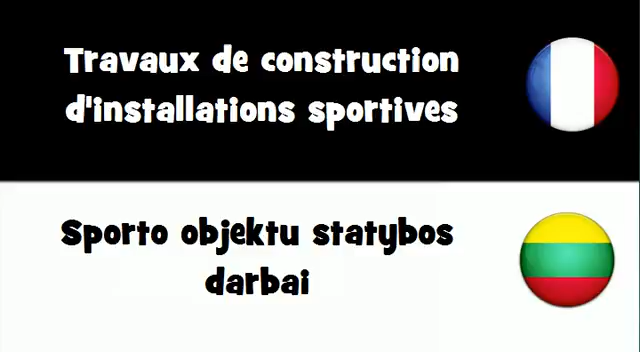 Travaux de construction
d'installations sportives
Sporto objektu statybos
darbai